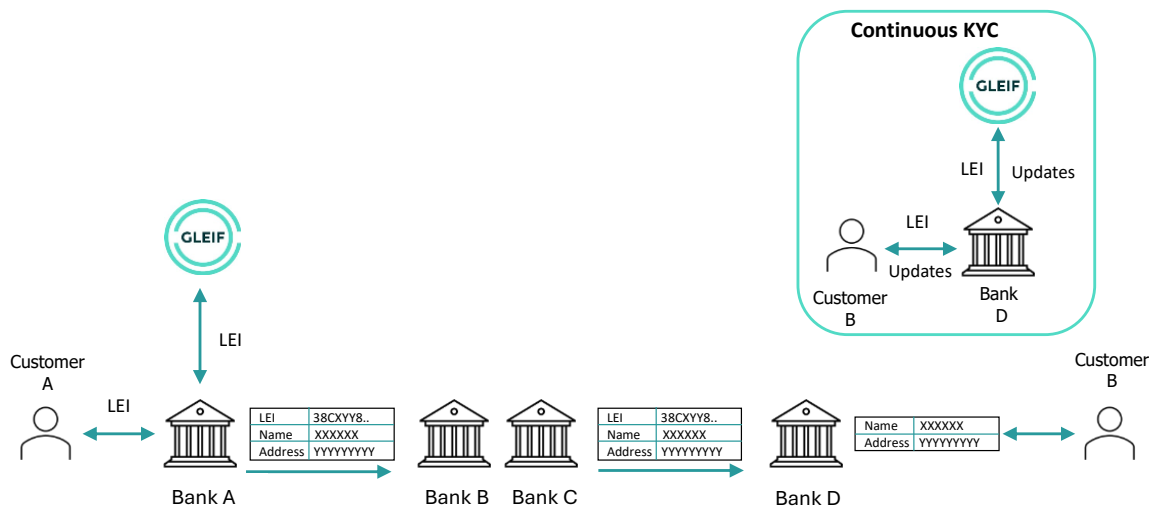 Continuous KYC
GLEIF
LEI
Updates
LEI
Updates
Customer
B
Bank
D
GLEIF
LEI
Customer
A
LEI
LEI 38CXYY8..
Name XXXXXX
Address YYYYYYYYY
LEI 38CXYY8..
Name XXXXXX
Address YYYYYYYYY
Name XXXXXX
Address YYYYYYYYY
Customer
B
Bank A
Bank B
Bank C
Bank D